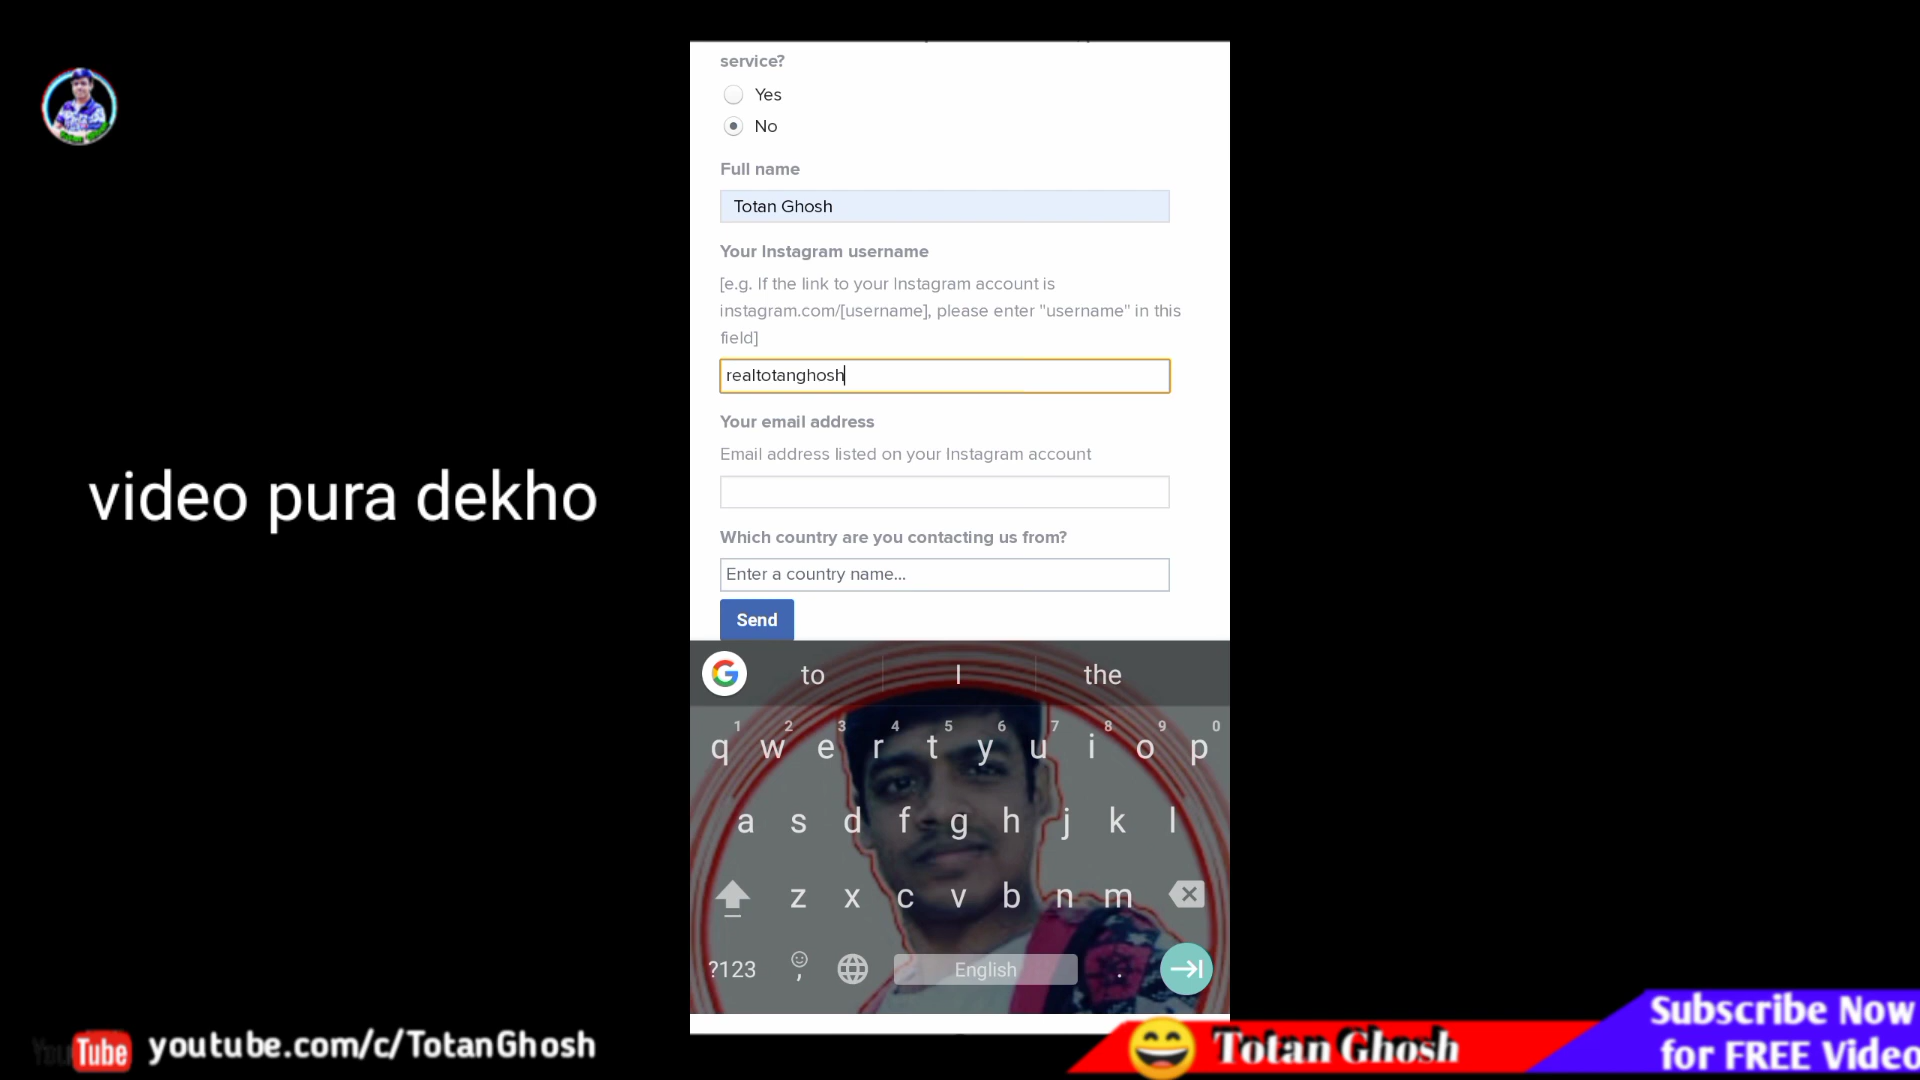 service?
Yes
No
Full name
Totan Ghosh
Your Instagram username
[e.g. If the link to your Instagram account is
instagram.com/[username], please enter "username" in this
field]
realtotanghosh
Your email address
Email address listed on your Instagram account
Which country are you contacting us from?
Enter a country name...
Send
video pura dekho
to I the
1 2 3 4 5 6 7 8 9 0
q w e r t y u i o p
a s d f g h j k l
z x c v b n m
?123 , English .
YouTube youtube.com/c/TotanGhosh
Totan Ghosh
Subscribe Now
for FREE Video